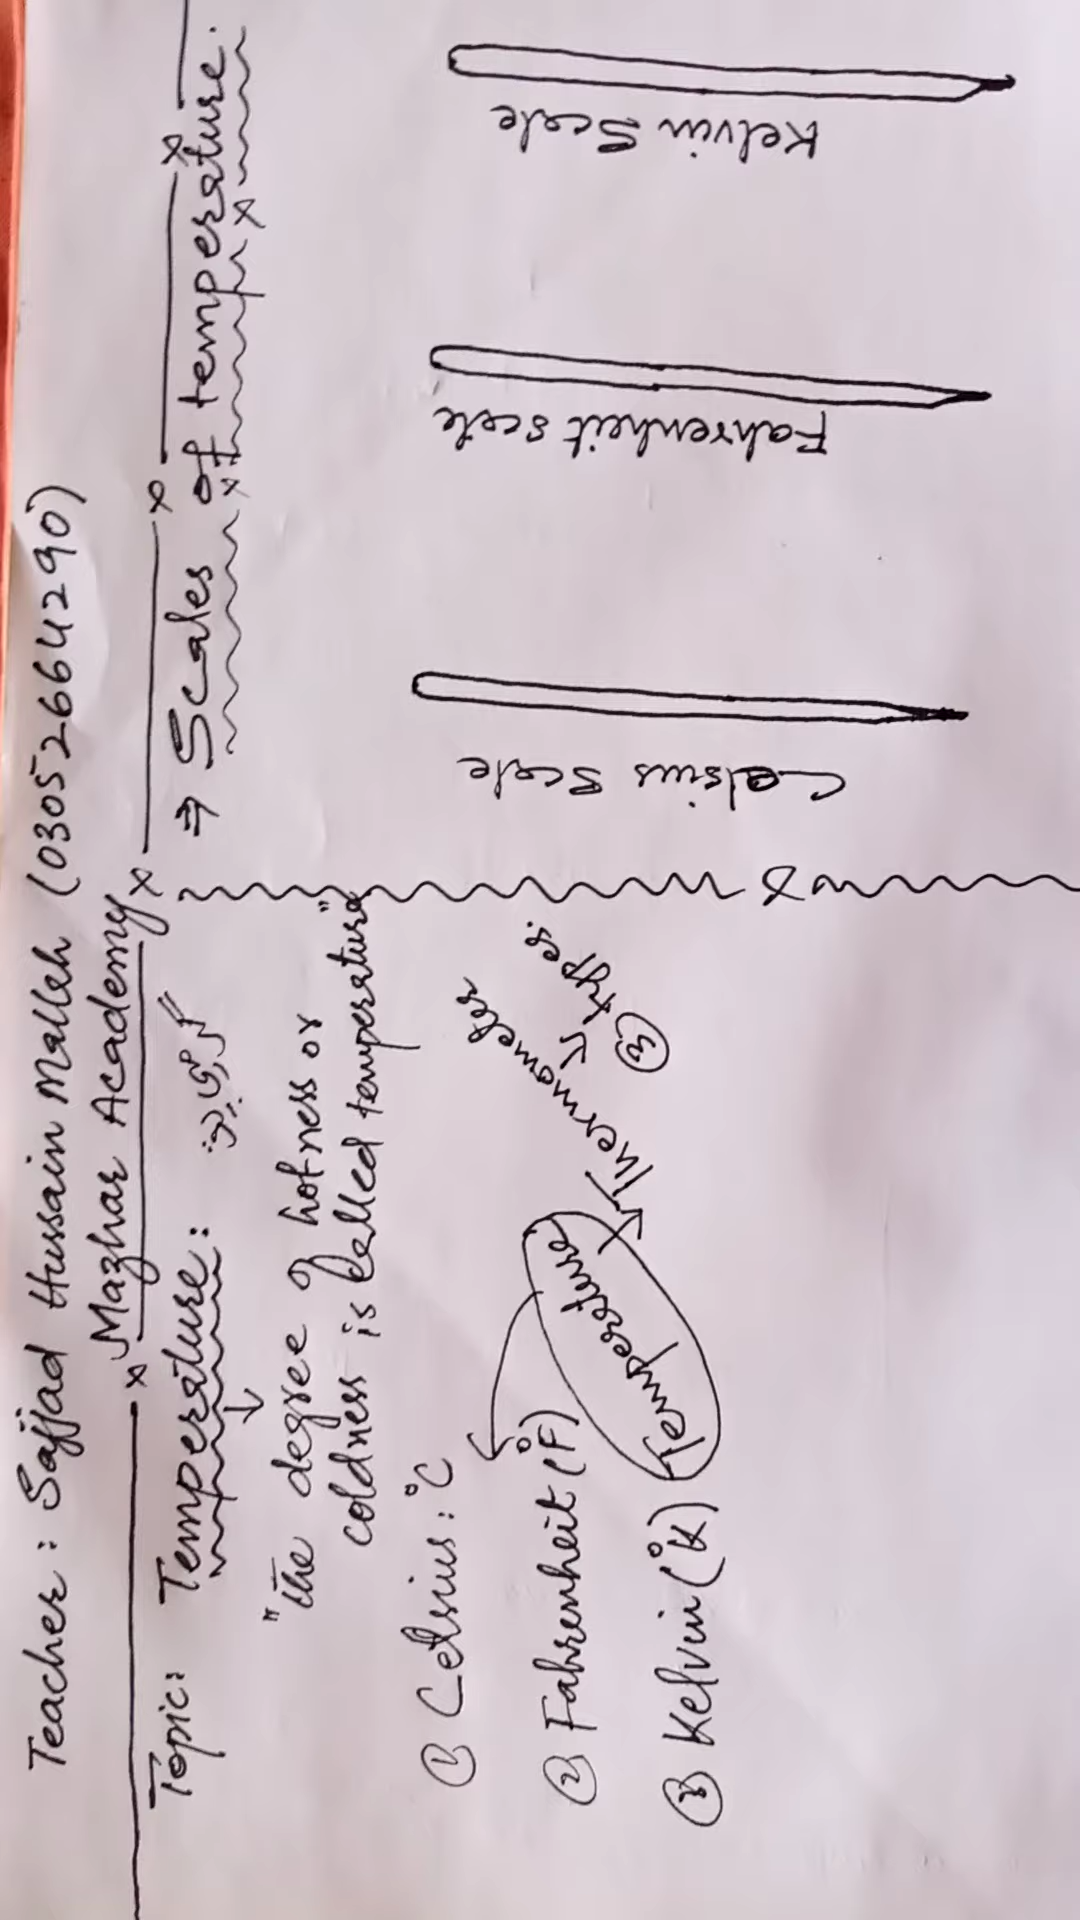 Teacher: Sajjad Hussain Malleh (03052664290)
Mazhar Academy
Topic: Temperature:
"The degree of hotness or
coldness is called temperature"
① Celsius: °C
② Fahrenheit (°F)
③ Kelvin (°K)
Temperature
Thermometer
③ types.
⇒ Scales of temperature.
Celsius Scale
Fahrenheit Scale
Kelvin Scale